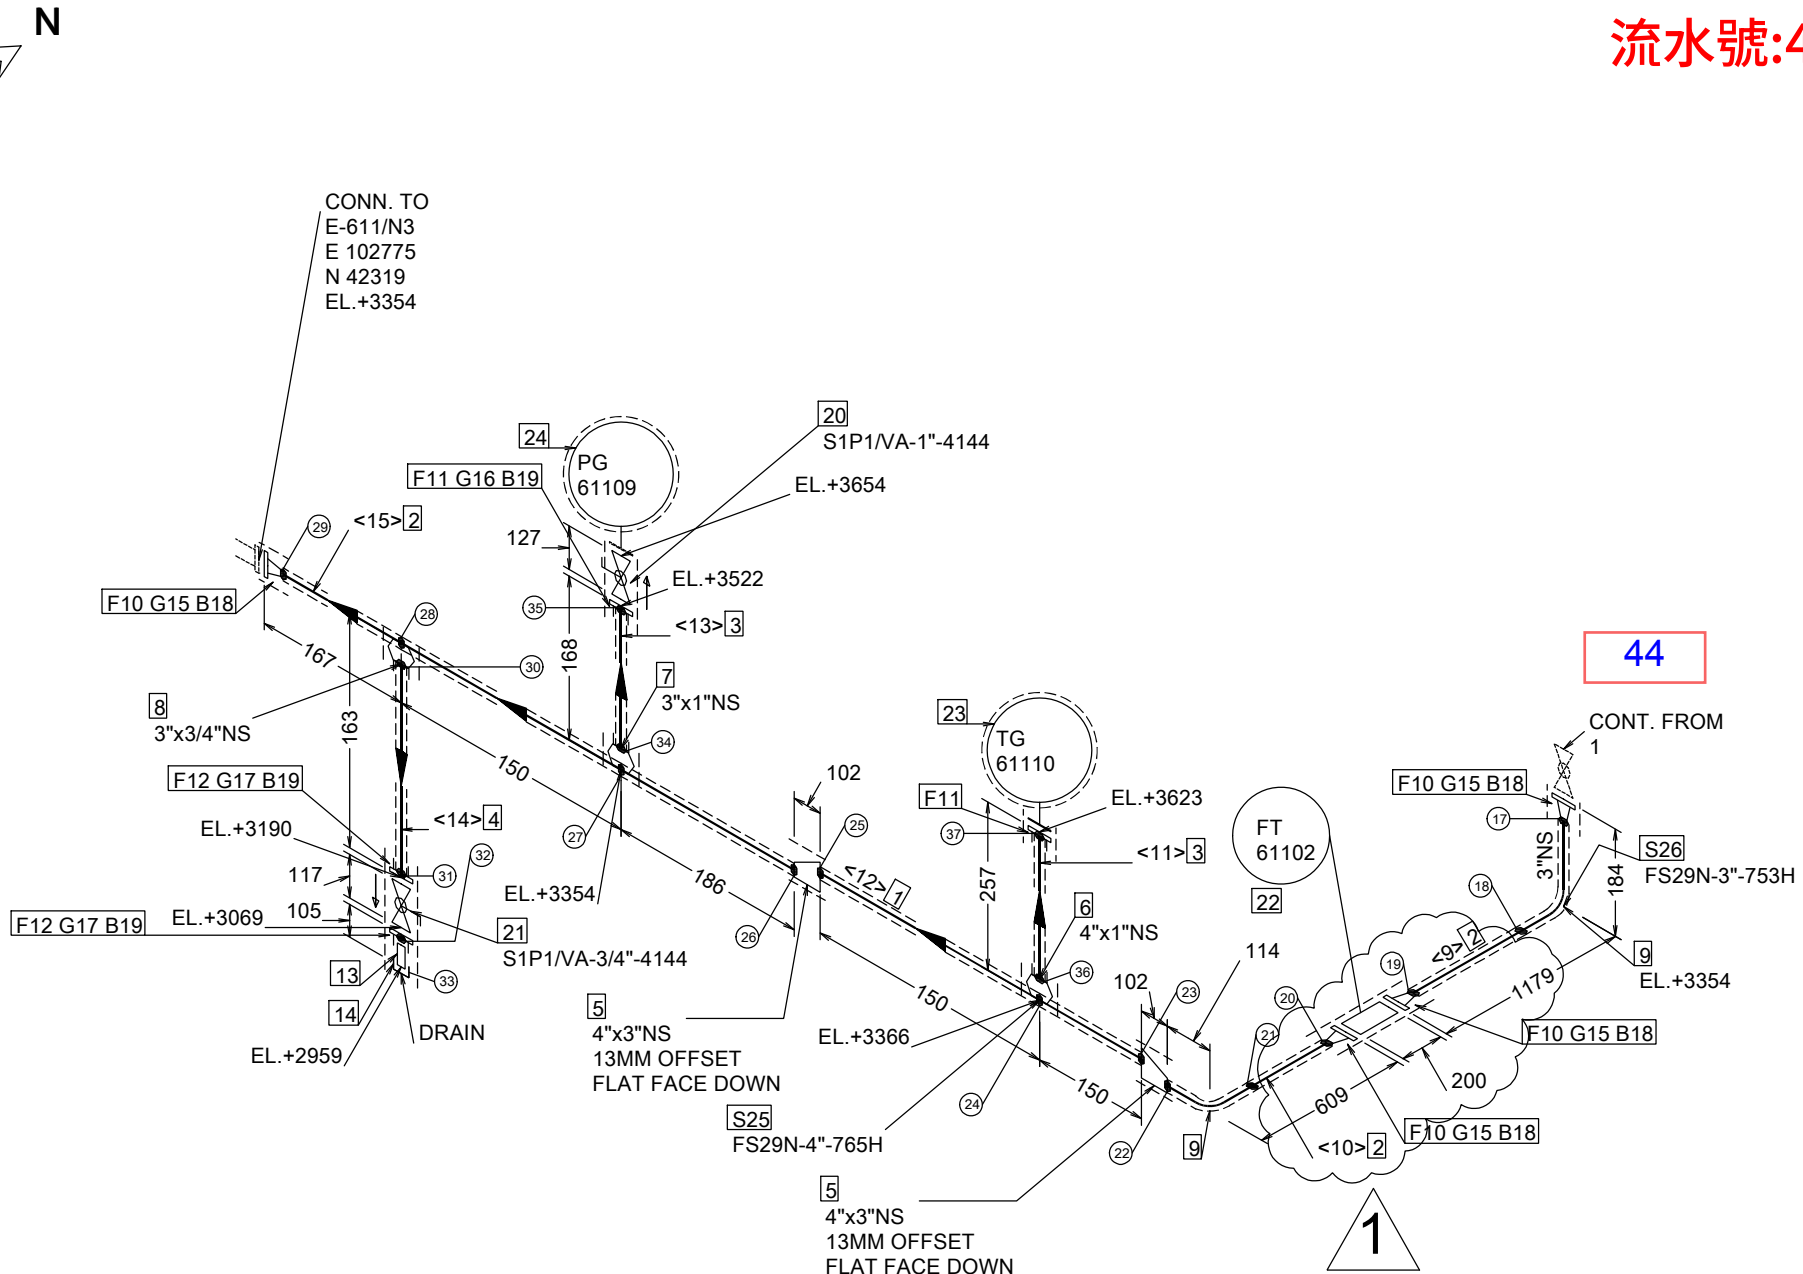 N
流水號:4
CONN. TO
E-611/N3
E 102775
N 42319
EL.+3354
20
S1P1/VA-1"-4144
24
PG
61109
F11 G16 B19
EL.+3654
127
29
<15> 2
EL.+3522
35
F10 G15 B18
28
<13> 3
167
168
30
7
3"x1"NS
44
8
3"x3/4"NS
163
34
23
TG
61110
CONT. FROM
1
150
102
F12 G17 B19
F10 G15 B18
F11
EL.+3623
<14> 4
EL.+3190
27
25
37
FT
61102
17
3"NS
184
S26
FS29N-3"-753H
32
31
117
<12> 1
<11> 3
257
EL.+3354
186
22
18
105
EL.+3069
F12 G17 B19
21
S1P1/VA-3/4"-4144
26
6
4"x1"NS
<9> 2
9
EL.+3354
114
13
33
36
102
23
19
1179
14
DRAIN
5
4"x3"NS
13MM OFFSET
FLAT FACE DOWN
150
20
EL.+2959
EL.+3366
21
F10 G15 B18
S25
FS29N-4"-765H
24
150
200
609
22
9
<10> 2
F10 G15 B18
5
4"x3"NS
13MM OFFSET
FLAT FACE DOWN
1